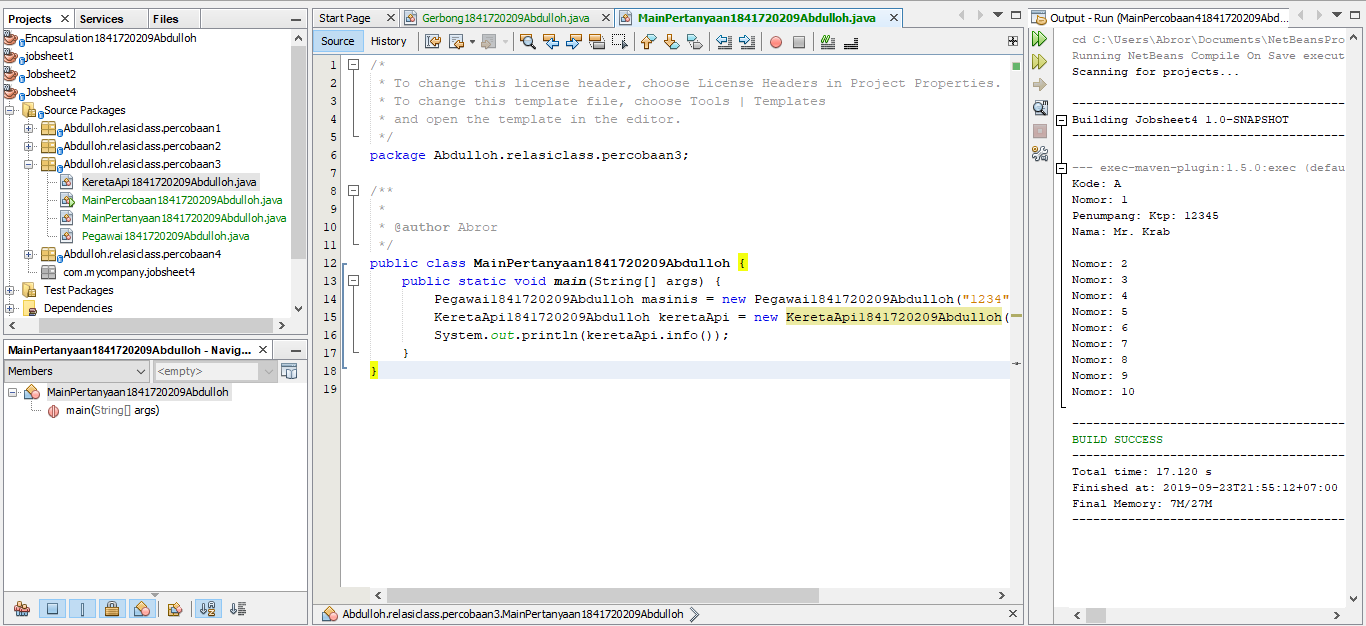 Projects
Services
Files
Encapsulation1841720209Abdulloh
jobsheet1
Jobsheet2
Jobsheet4
Source Packages
Abdulloh.relasiclass.percobaan1
Abdulloh.relasiclass.percobaan2
Abdulloh.relasiclass.percobaan3
KeretaApi1841720209Abdulloh.java
MainPercobaan1841720209Abdulloh.java
MainPertanyaan1841720209Abdulloh.java
Pegawai1841720209Abdulloh.java
Abdulloh.relasiclass.percobaan4
com.mycompany.jobsheet4
Test Packages
Dependencies
MainPertanyaan1841720209Abdulloh - Navig...
Members
<empty>
MainPertanyaan1841720209Abdulloh
main(String[] args)
Start Page
Gerbong1841720209Abdulloh.java
MainPertanyaan1841720209Abdulloh.java
Source
History
1 /*
2 * To change this license header, choose License Headers in Project Properties.
3 * To change this template file, choose Tools | Templates
4 * and open the template in the editor.
5 */
6 package Abdulloh.relasiclass.percobaan3;
7
8 /**
9 *
10 * @author Abror
11 */
12 public class MainPertanyaan1841720209Abdulloh {
13 public static void main(String[] args) {
14 Pegawai1841720209Abdulloh masinis = new Pegawai1841720209Abdulloh("1234"
15 KeretaApi1841720209Abdulloh keretaApi = new KeretaApi1841720209Abdulloh(
16 System.out.println(keretaApi.info());
17 }
18 }
19
Abdulloh.relasiclass.percobaan3.MainPertanyaan1841720209Abdulloh
Output - Run (MainPercobaan41841720209Abd...
cd C:\Users\Abror\Documents\NetBeansPro
Running NetBeans Compile On Save execut
Scanning for projects...
------------------------------------------------------------------------
Building Jobsheet4 1.0-SNAPSHOT
------------------------------------------------------------------------
--- exec-maven-plugin:1.5.0:exec (defau
Kode: A
Nomor: 1
Penumpang: Ktp: 12345
Nama: Mr. Krab
Nomor: 2
Nomor: 3
Nomor: 4
Nomor: 5
Nomor: 6
Nomor: 7
Nomor: 8
Nomor: 9
Nomor: 10
------------------------------------------------------------------------
BUILD SUCCESS
------------------------------------------------------------------------
Total time: 17.120 s
Finished at: 2019-09-23T21:55:12+07:00
Final Memory: 7M/27M
------------------------------------------------------------------------